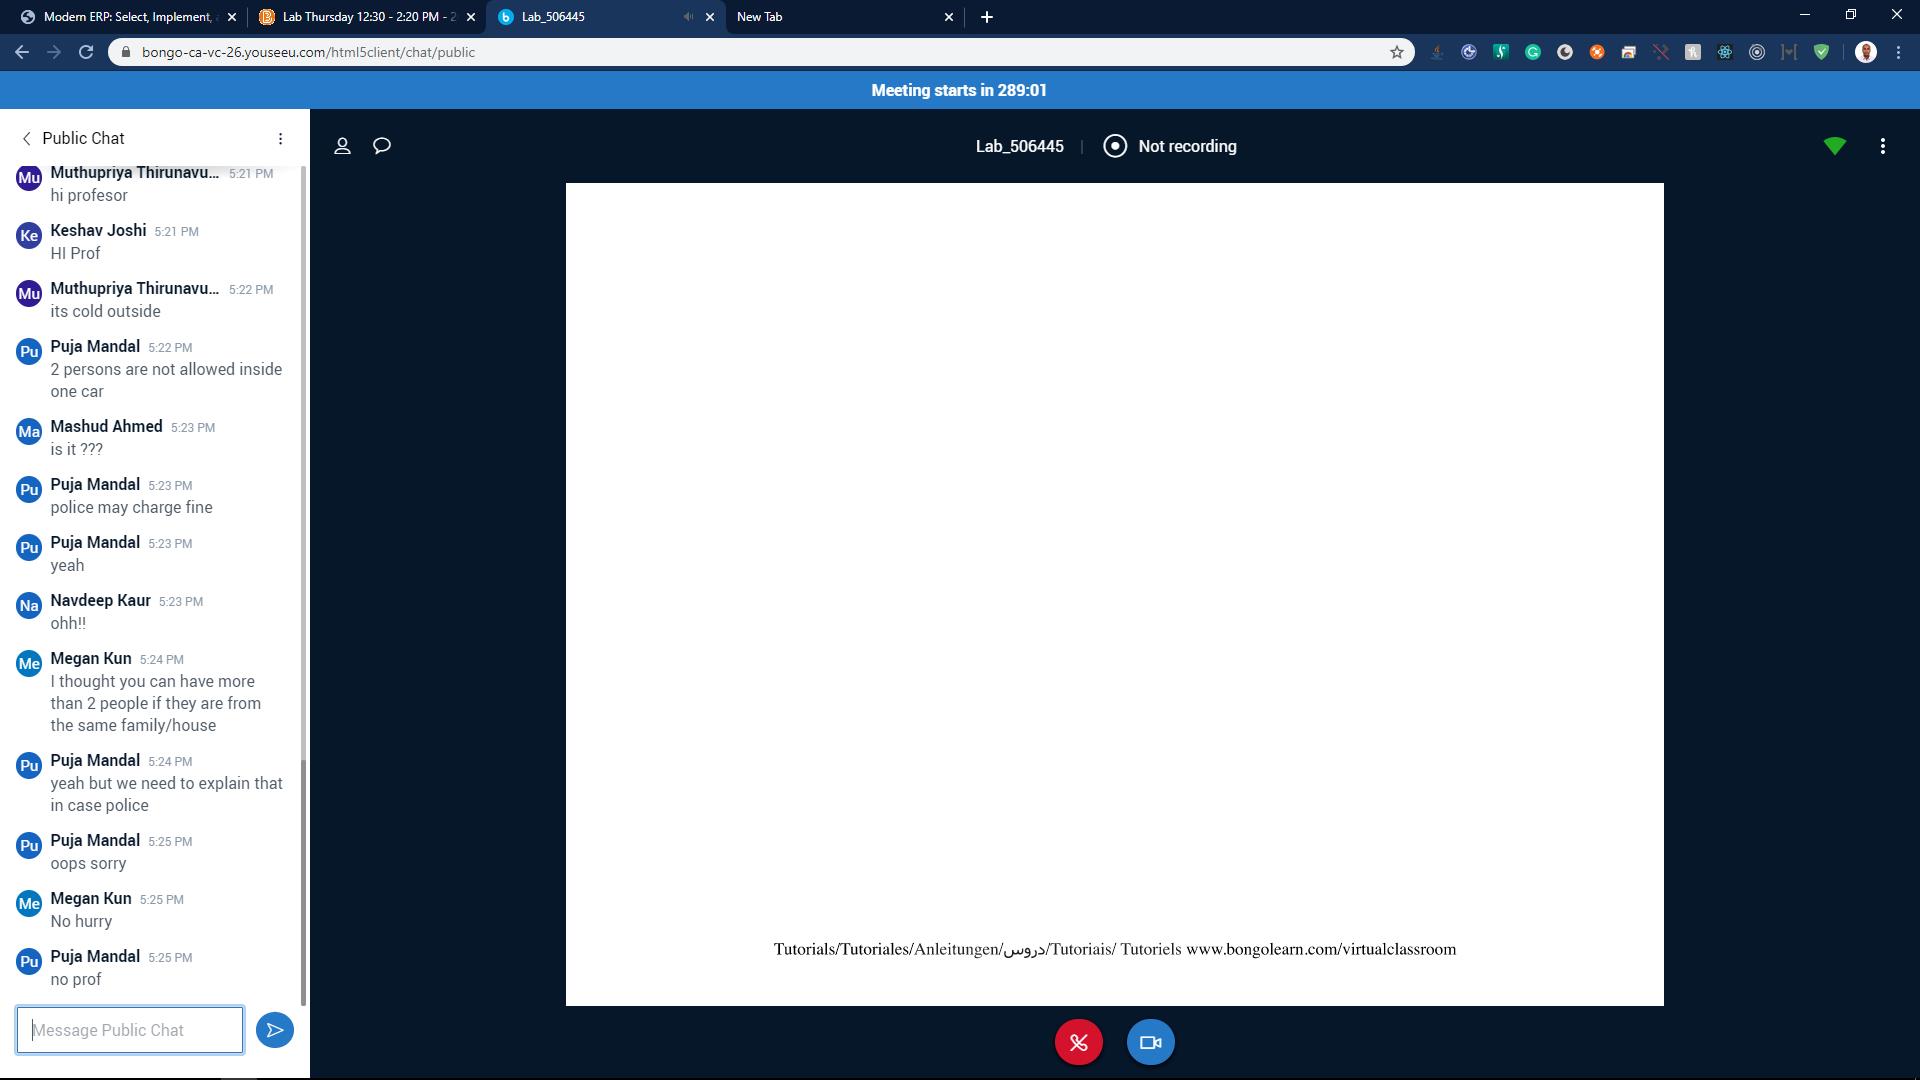 Modern ERP: Select, Implement, a
Lab Thursday 12:30 - 2:20 PM - 2
Lab_506445
New Tab
bongo-ca-vc-26.youseeu.com/html5client/chat/public
Meeting starts in 289:01
Public Chat
Lab_506445 | Not recording
Mu Muthupriya Thirunavu... 5:21 PM
hi profesor
Ke Keshav Joshi 5:21 PM
HI Prof
Mu Muthupriya Thirunavu... 5:22 PM
its cold outside
Pu Puja Mandal 5:22 PM
2 persons are not allowed inside
one car
Ma Mashud Ahmed 5:23 PM
is it ???
Pu Puja Mandal 5:23 PM
police may charge fine
Pu Puja Mandal 5:23 PM
yeah
Na Navdeep Kaur 5:23 PM
ohh!!
Me Megan Kun 5:24 PM
I thought you can have more
than 2 people if they are from
the same family/house
Pu Puja Mandal 5:24 PM
yeah but we need to explain that
in case police
Pu Puja Mandal 5:25 PM
oops sorry
Me Megan Kun 5:25 PM
No hurry
Pu Puja Mandal 5:25 PM
no prof
Message Public Chat
Tutorials/Tutoriales/Anleitungen/دروس/Tutoriais/ Tutoriels www.bongolearn.com/virtualclassroom